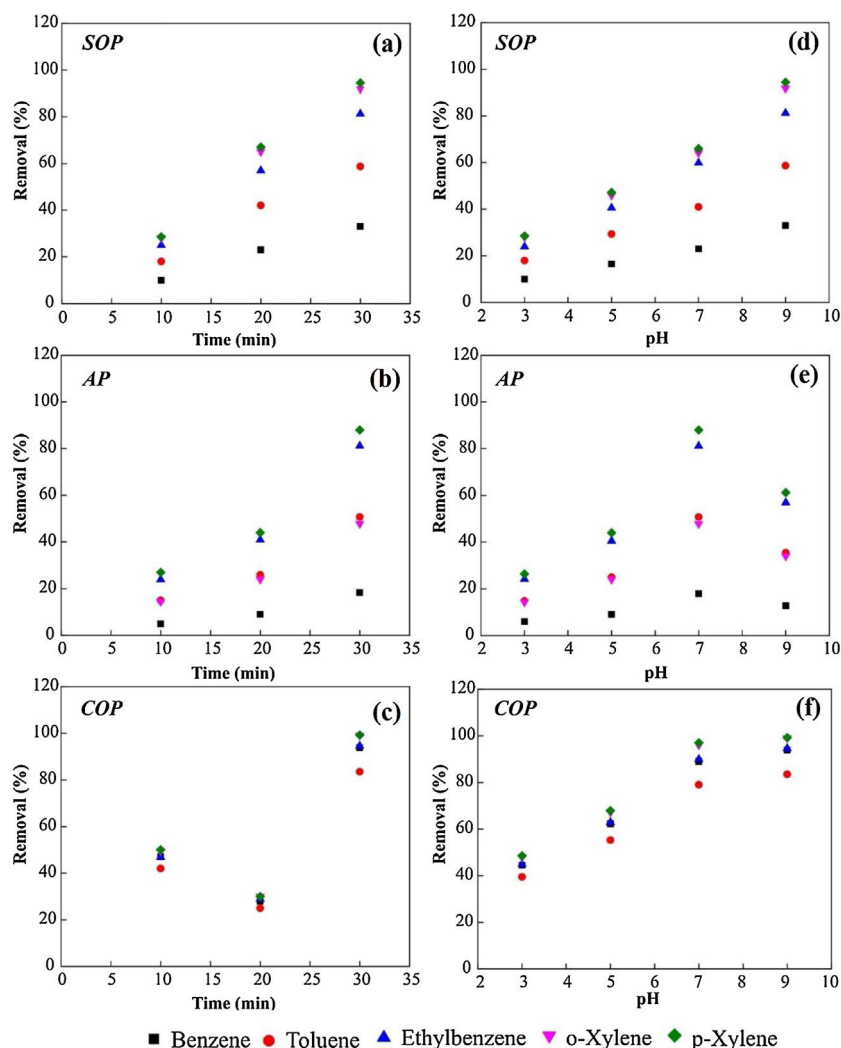 SOP (a)
Removal (%)
120
100
80
60
40
20
0
0 5 10 15 20 25 30 35
Time (min)
SOP (d)
Removal (%)
120
100
80
60
40
20
0
2 3 4 5 6 7 8 9 10
pH
AP (b)
Removal (%)
120
100
80
60
40
20
0
0 5 10 15 20 25 30 35
Time (min)
AP (e)
Removal (%)
120
100
80
60
40
20
0
2 3 4 5 6 7 8 9 10
pH
COP (c)
Removal (%)
120
100
80
60
40
20
0
0 5 10 15 20 25 30 35
Time (min)
COP (f)
Removal (%)
120
100
80
60
40
20
0
2 3 4 5 6 7 8 9 10
pH
Benzene Toluene Ethylbenzene o-Xylene p-Xylene